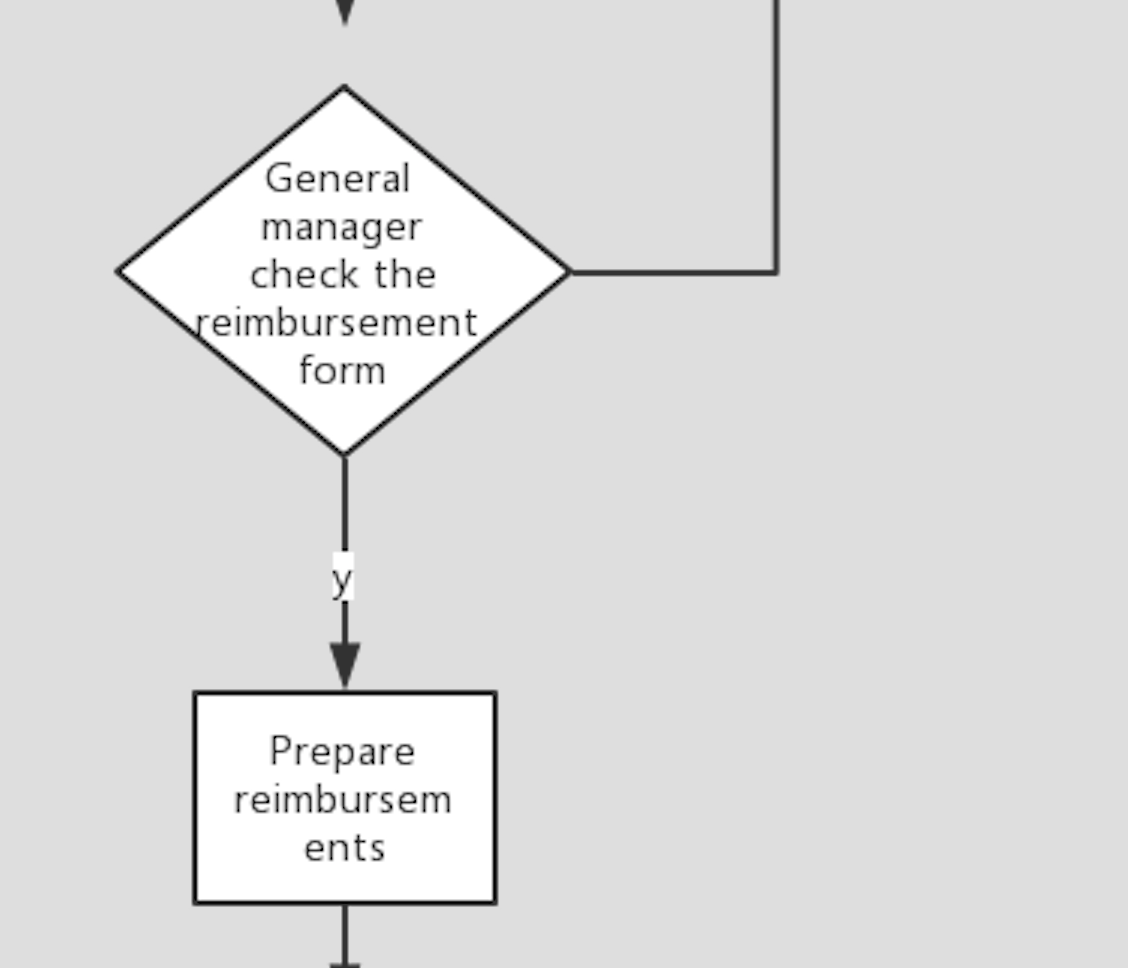 General
manager
check the
reimbursement
form
y
Prepare
reimbursem
ents